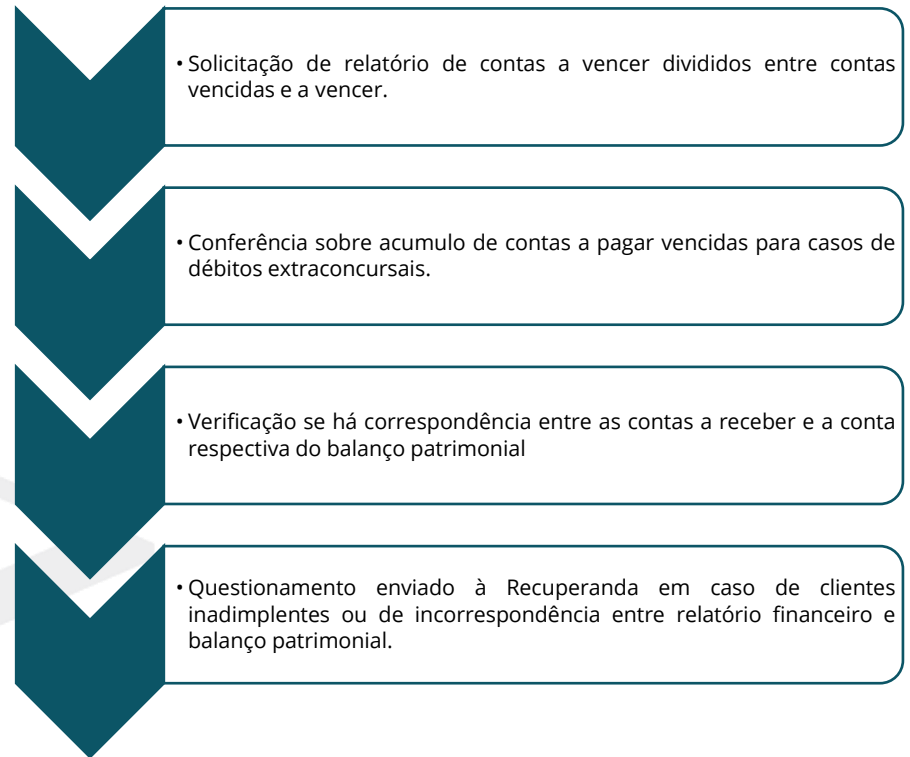 • Solicitação de relatório de contas a vencer divididos entre contas
vencidas e a vencer.
• Conferência sobre acumulo de contas a pagar vencidas para casos de
débitos extraconcursais.
• Verificação se há correspondência entre as contas a receber e a conta
respectiva do balanço patrimonial
• Questionamento enviado à Recuperanda em caso de clientes
inadimplentes ou de incorrespondência entre relatório financeiro e
balanço patrimonial.